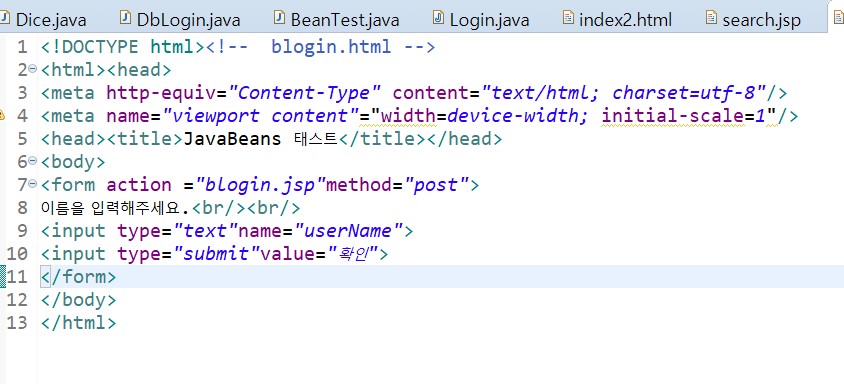 Dice.java DbLogin.java BeanTest.java Login.java index2.html search.jsp
1 <!DOCTYPE html><!--  blogin.html -->
2 <html><head>
3 <meta http-equiv="Content-Type" content="text/html; charset=utf-8"/>
4 <meta name="viewport content"="width=device-width; initial-scale=1"/>
5 <head><title>JavaBeans 태스트</title></head>
6 <body>
7 <form action ="blogin.jsp"method="post">
8 이름을 입력해주세요.<br/><br/>
9 <input type="text"name="userName">
10 <input type="submit"value="확인">
11 </form>
12 </body>
13 </html>